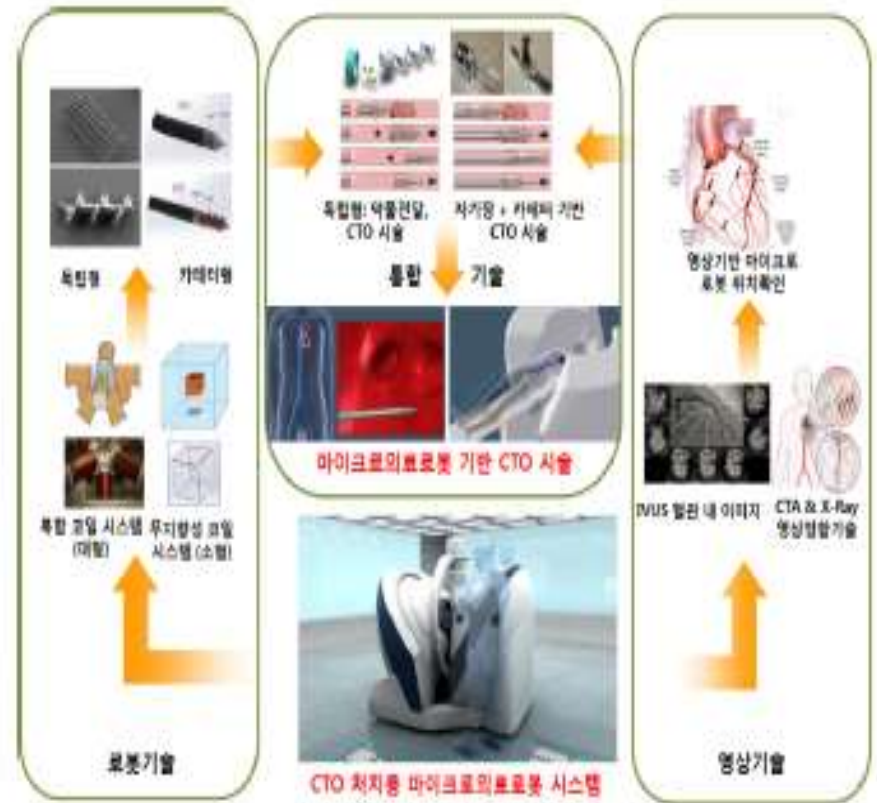 독립형: 약물전달,
CTO 시술
자기장 + 카테터 기반
CTO 시술
통합 기술
마이크로의료로봇 기반 CTO 시술
독립형
카테터형
복합 코일 시스템
(대형)
무지향성 코일
시스템 (소형)
로봇기술
영상기반 마이크로
로봇 위치확인
IVUS 혈관 내 이미지
CTA & X-Ray
영상정합기술
영상기술
CTO 처치용 마이크로의료로봇 시스템